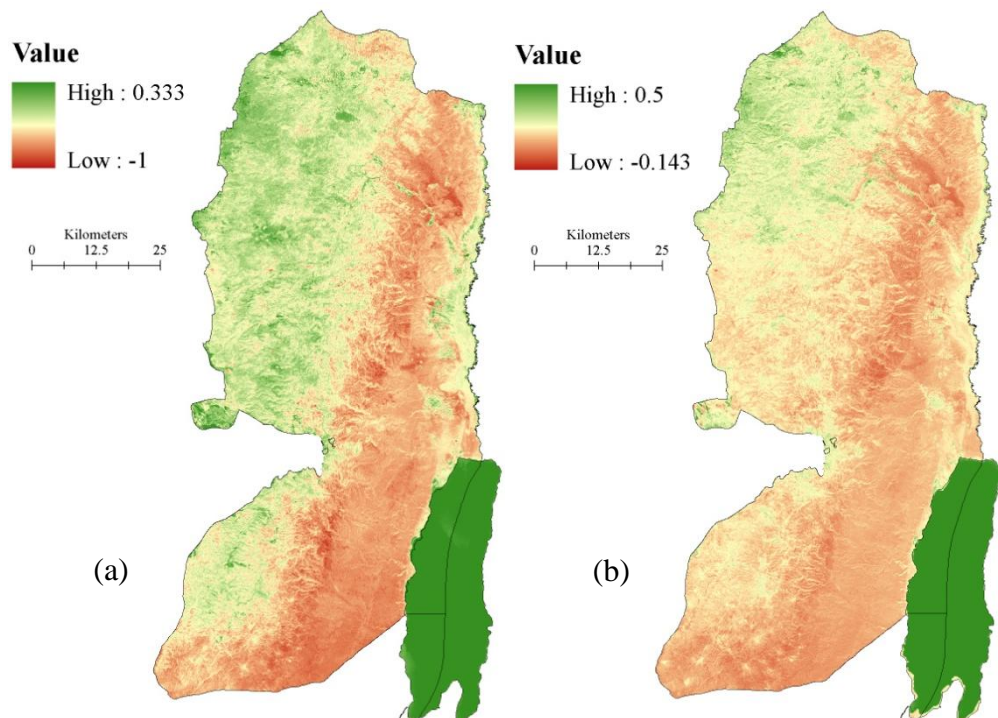 Value
High : 0.333
Low : -1
Kilometers
0 12.5 25
(a)
Value
High : 0.5
Low : -0.143
Kilometers
0 12.5 25
(b)